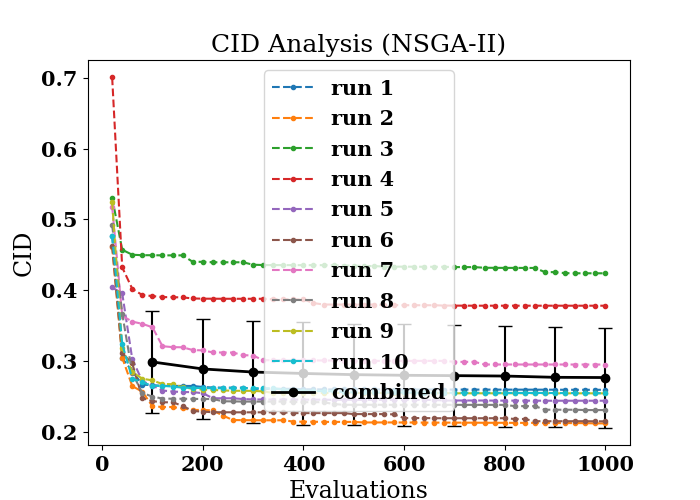 CID Analysis (NSGA-II)
0.7
0.6
0.5
0.4
0.3
0.2
CID
run 1
run 2
run 3
run 4
run 5
run 6
run 7
run 8
run 9
run 10
combined
0 200 400 600 800 1000
Evaluations